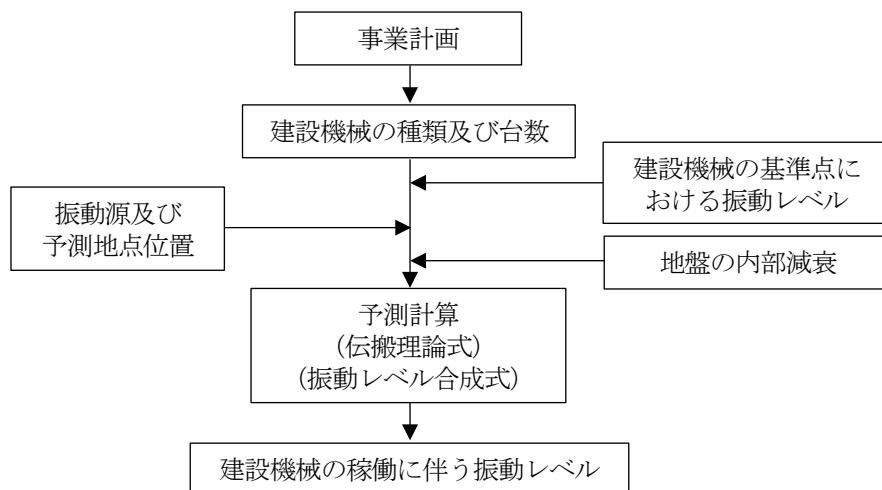 事業計画
建設機械の種類及び台数
建設機械の基準点に
おける振動レベル
振動源及び
予測地点位置
地盤の内部減衰
予測計算
(伝搬理論式)
(振動レベル合成式)
建設機械の稼働に伴う振動レベル